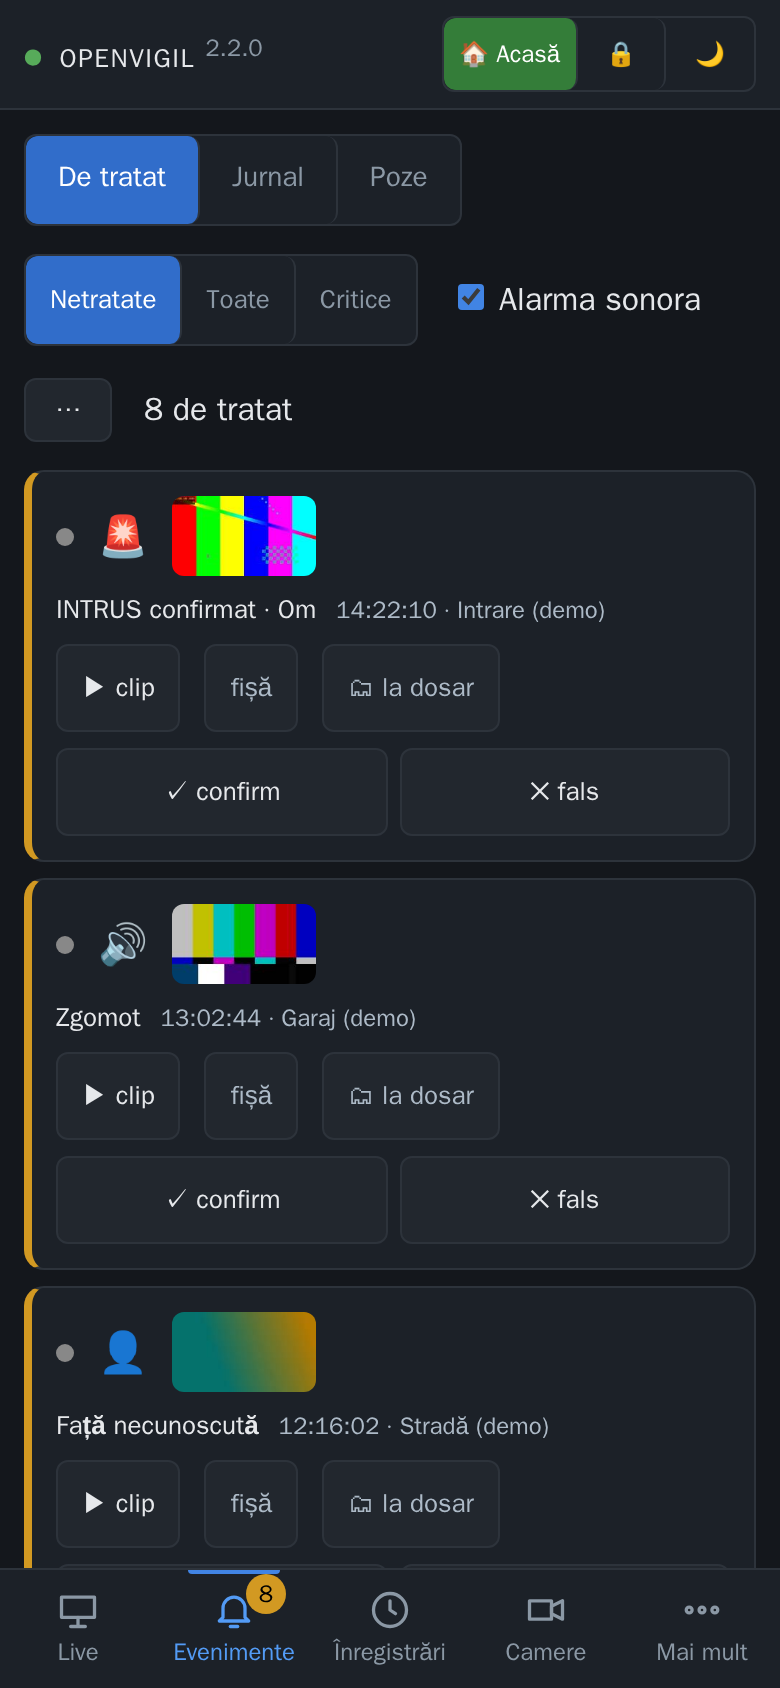 OPENVIGIL 2.2.0 🏠 Acasă 🔒 🌙
De tratat Jurnal Poze
Netratate Toate Critice Alarma sonora
··· 8 de tratat
INTRUS confirmat · Om 14:22:10 · Intrare (demo)
▶ clip fișă 🗂 la dosar
✓ confirm ✕ fals
Zgomot 13:02:44 · Garaj (demo)
▶ clip fișă 🗂 la dosar
✓ confirm ✕ fals
Față necunoscută 12:16:02 · Stradă (demo)
▶ clip fișă 🗂 la dosar
8
Live Evenimente Înregistrări Camere Mai mult